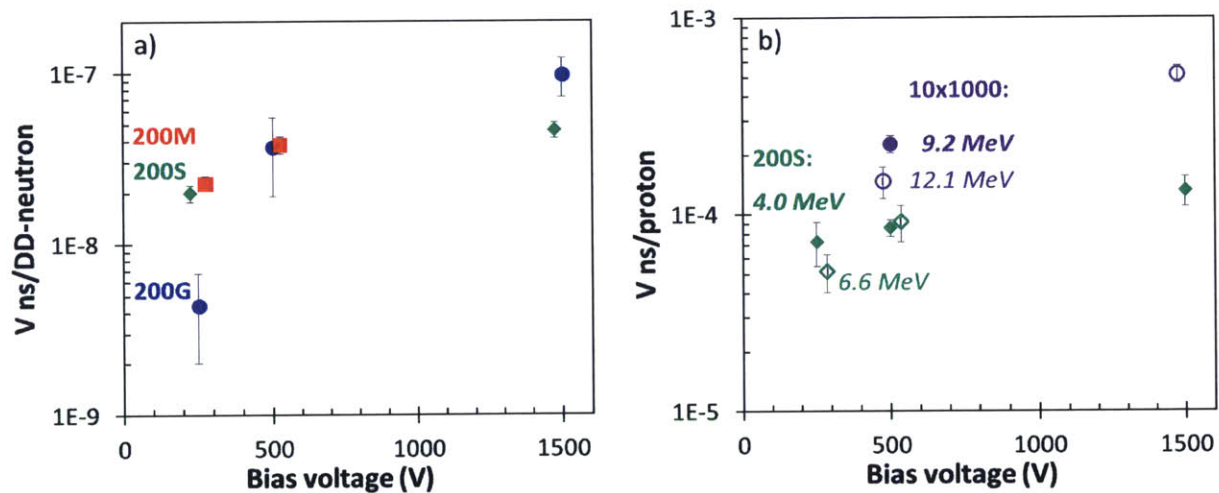 a)
1E-7
1E-8
1E-9
V ns/DD-neutron
200M
200S
200G
0
500
1000
1500
Bias voltage (V)
b)
1E-3
1E-4
1E-5
V ns/proton
10x1000:
9.2 MeV
12.1 MeV
200S:
4.0 MeV
6.6 MeV
0
500
1000
1500
Bias voltage (V)